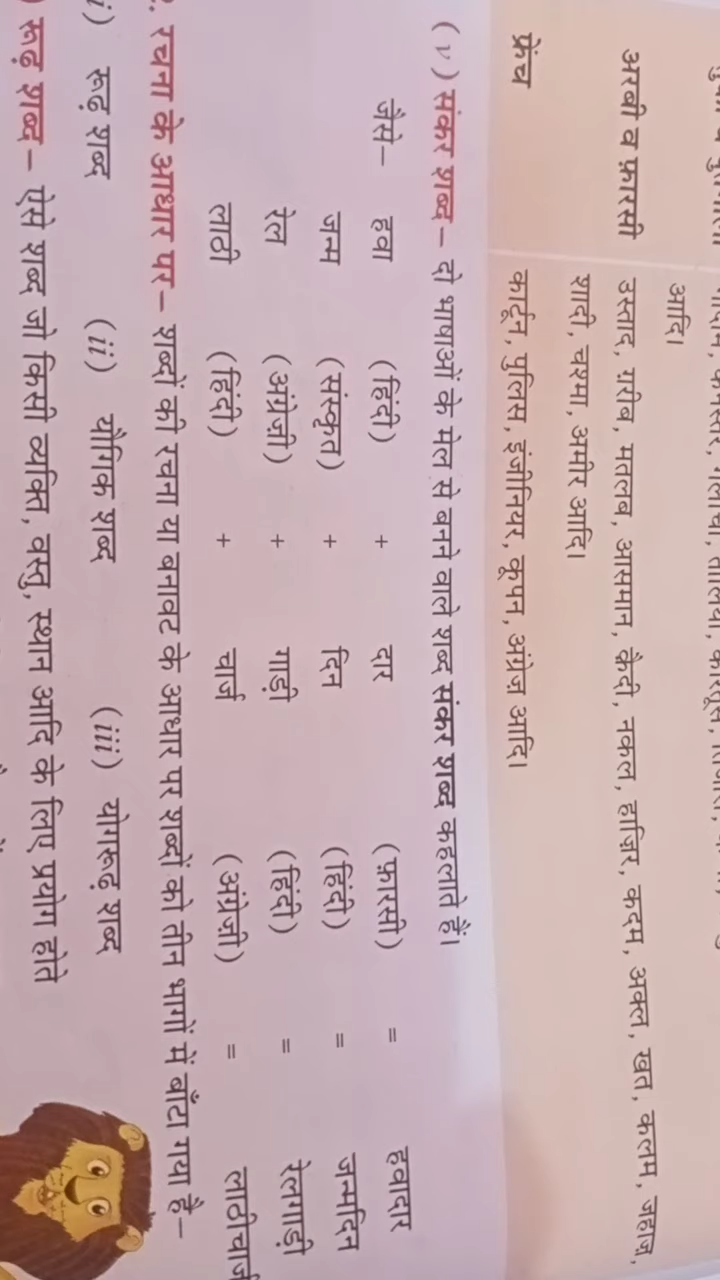 आदि।
अरबी व फ़ारसी उस्ताद, गरीब, मतलब, आसमान, कैदी, नकल, हाज़िर, कदम, अक्ल, खत, कलम, जहाज़,
शादी, चश्मा, अमीर आदि।
फ्रेंच कार्टून, पुलिस, इंजीनियर, कूपन, अंग्रेज आदि।
(v) संकर शब्द– दो भाषाओं के मेल से बनने वाले शब्द संकर शब्द कहलाते हैं।
जैसे– हवा (हिंदी) + दार (फ़ारसी) = हवादार
जन्म (संस्कृत) + दिन (हिंदी) = जन्मदिन
रेल (अंग्रेज़ी) + गाड़ी (हिंदी) = रेलगाड़ी
लाठी (हिंदी) + चार्ज (अंग्रेज़ी) = लाठीचार्ज
रचना के आधार पर– शब्दों की रचना या बनावट के आधार पर शब्दों को तीन भागों में बाँटा गया है–
i) रूढ़ शब्द (ii) यौगिक शब्द (iii) योगरूढ़ शब्द
) रूढ़ शब्द– ऐसे शब्द जो किसी व्यक्ति, वस्तु, स्थान आदि के लिए प्रयोग होते